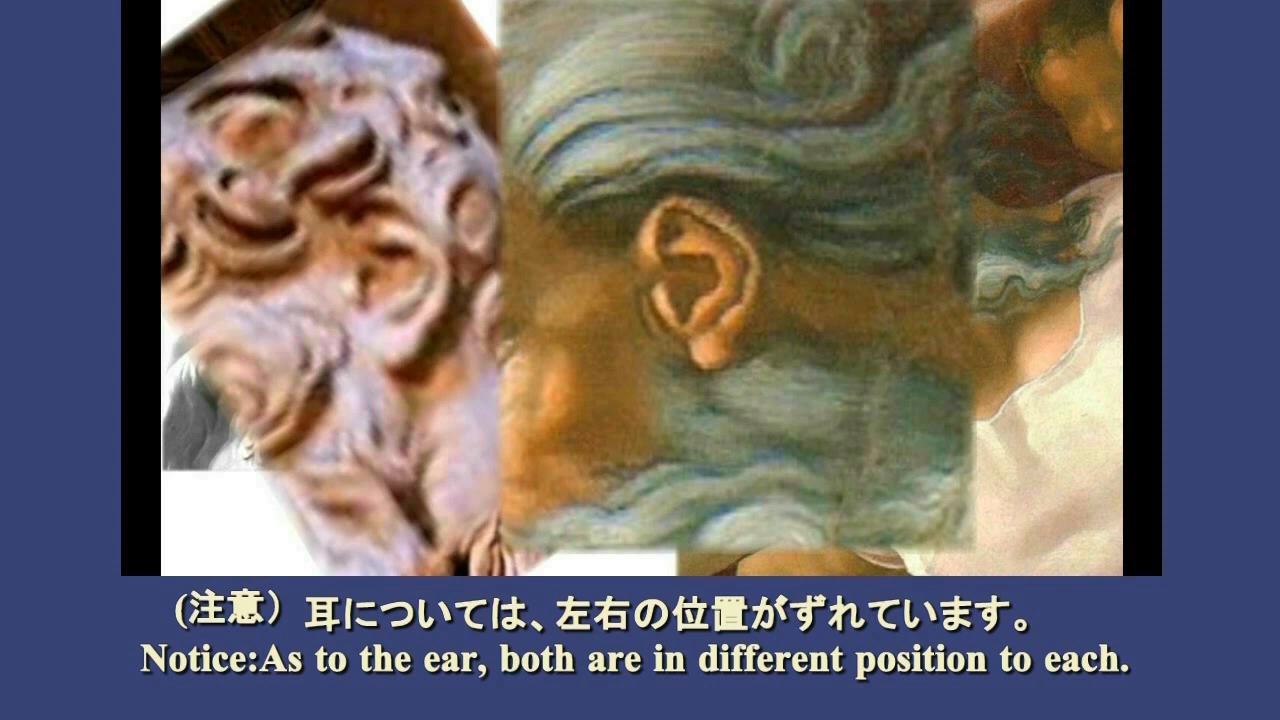 (注意） 耳については、左右の位置がずれています。
Notice:As to the ear, both are in different position to each.